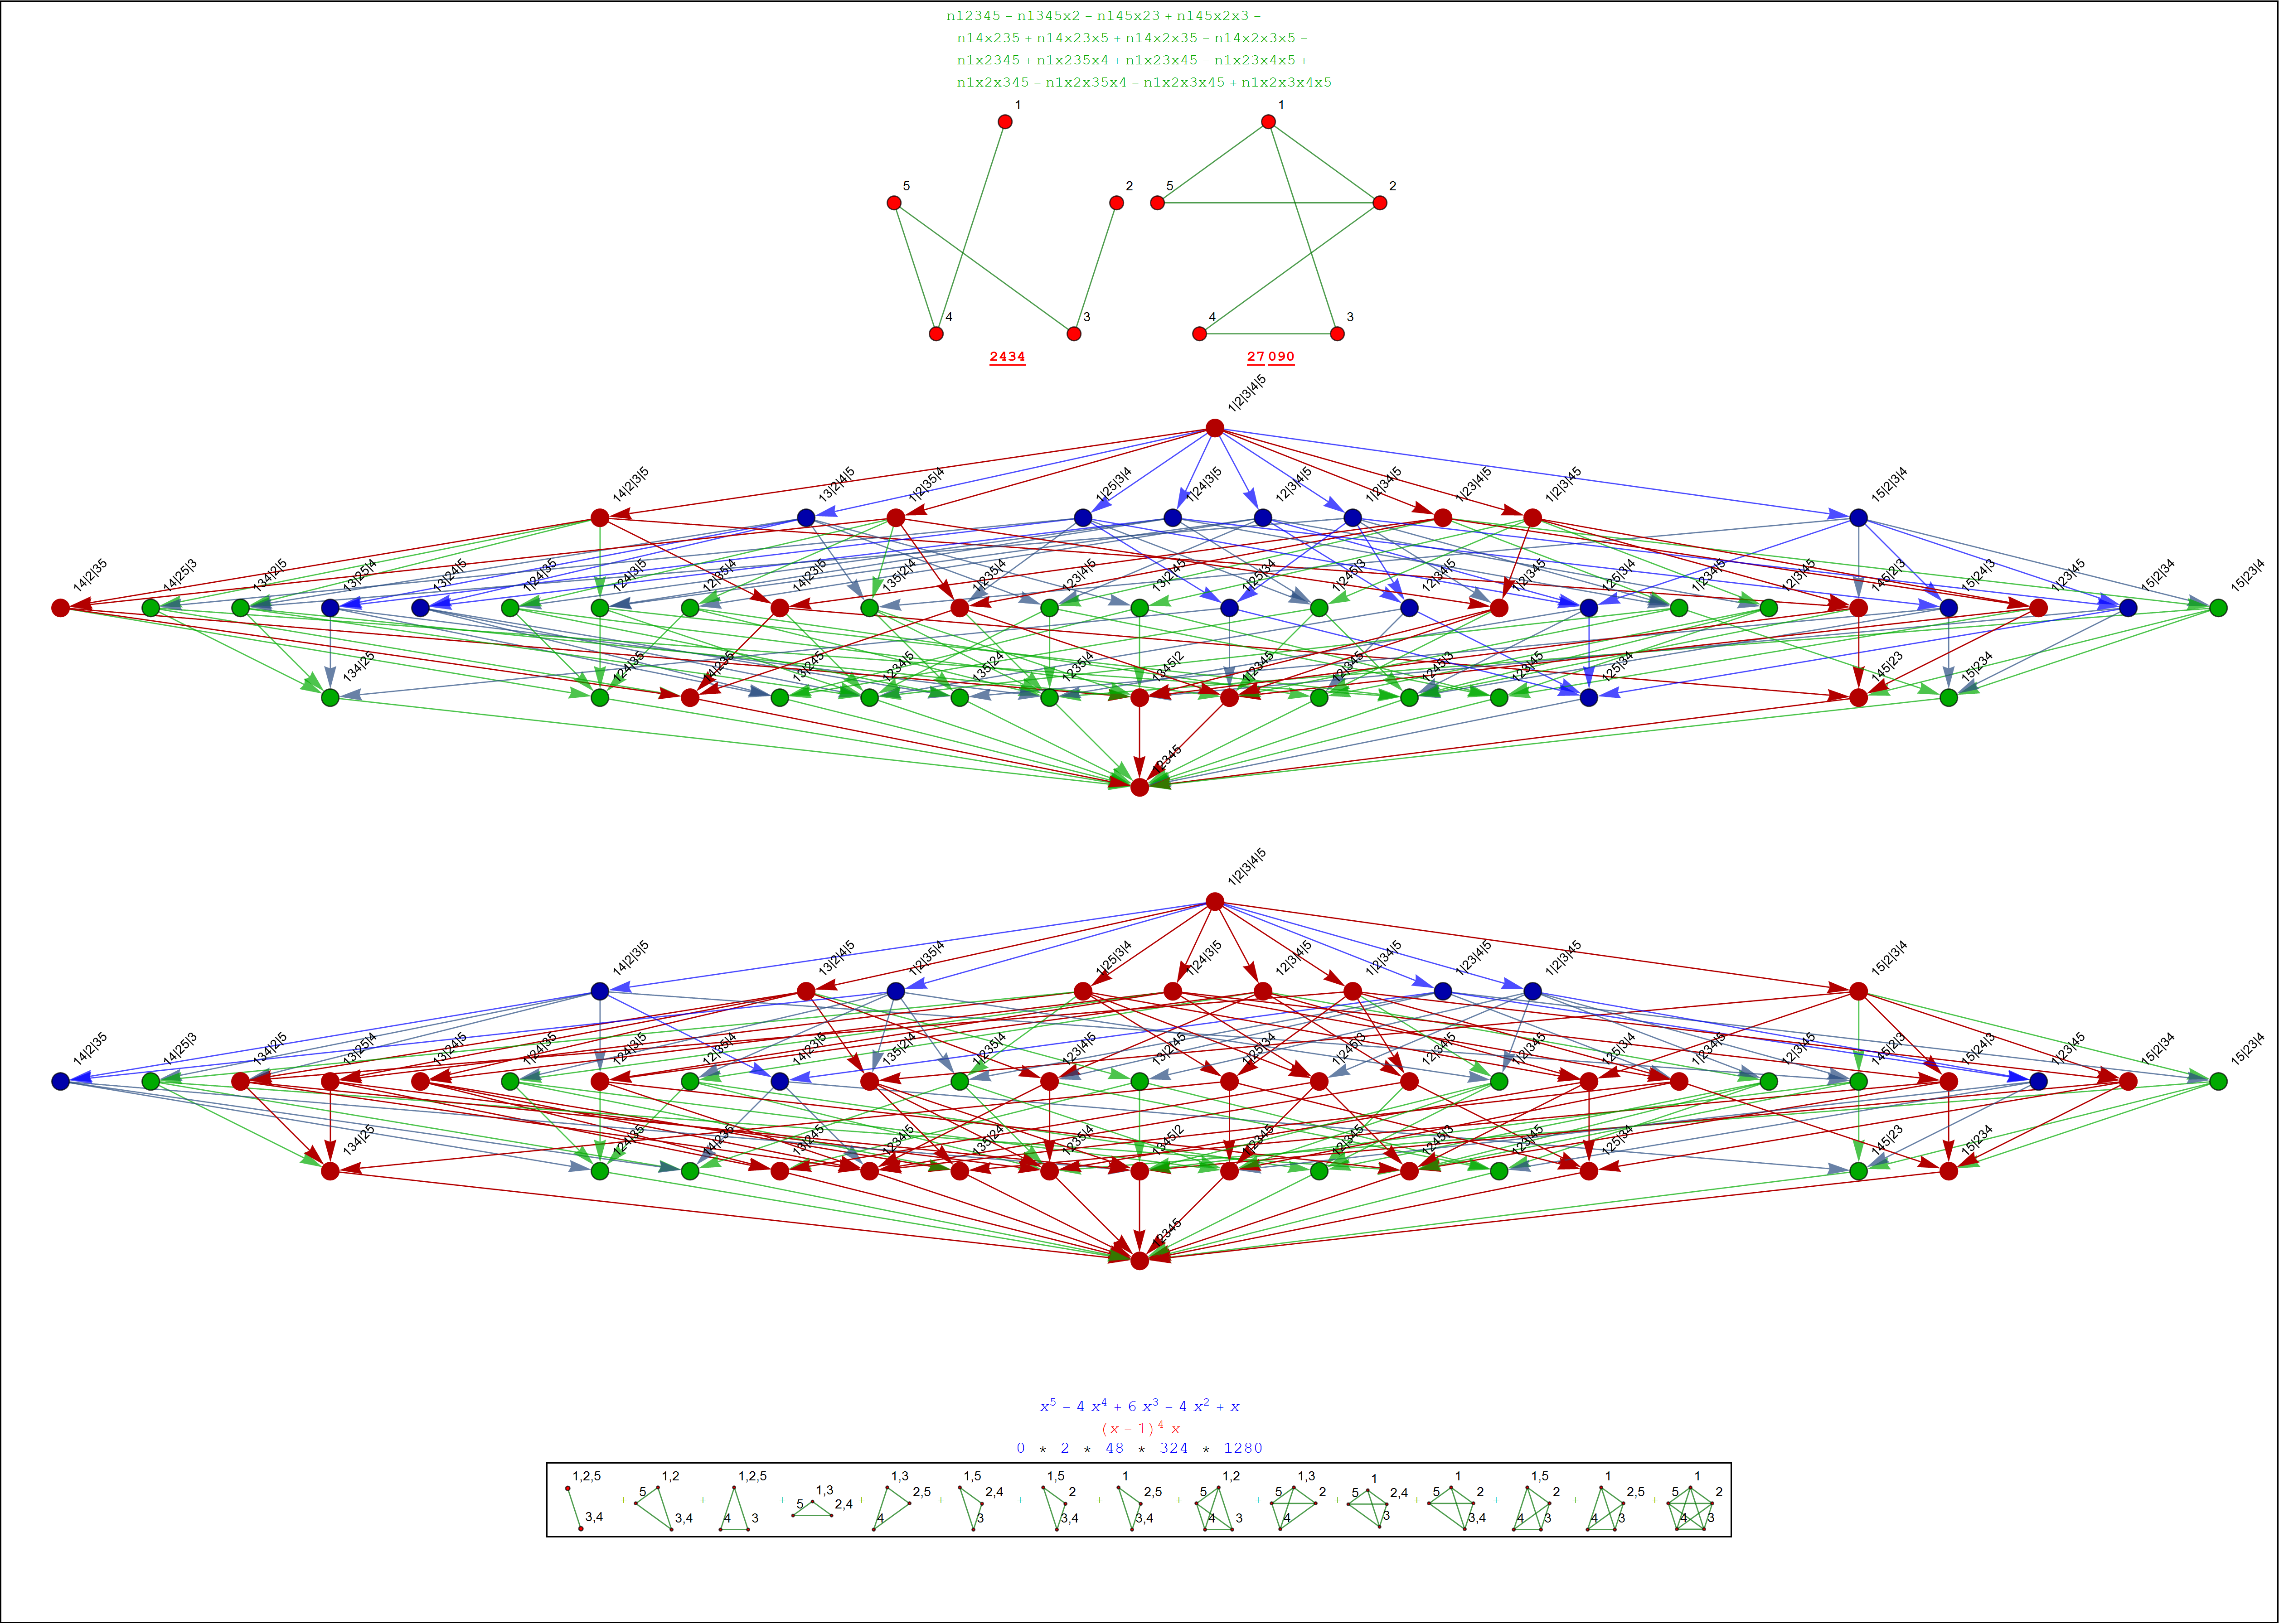 n12345 – n1345x2 – n145x23 + n145x2x3 –
n14x235 + n14x23x5 + n14x2x35 – n14x2x3x5 –
n1x2345 + n1x235x4 + n1x23x45 – n1x23x4x5 +
n1x2x345 – n1x2x35x4 – n1x2x3x45 + n1x2x3x4x5
1 1
5 2 5 2
4 3 4 3
2434 27 090
1|2|3|4|5
14|2|3|5 13|2|4|5 1|2|35|4 1|25|3|4 1|24|3|5 12|3|4|5 1|2|34|5 1|23|4|5 1|2|3|45 15|2|3|4
14|2|35 14|25|3 134|2|5 13|25|4 13|24|5 1|24|35 124|3|5 12|35|4 14|23|5 135|2|4 1|235|4 123|4|5 13|2|45 1|25|34 1|245|3 12|34|5 1|2|345 125|3|4 1|234|5 12|3|45 145|2|3 15|24|3 1|23|45 15|2|34 15|23|4
134|25 124|35 14|235 13|245 1234|5 135|24 1235|4 1345|2 1|2345 12|345 1245|3 123|45 125|34 145|23 15|234
12345
1|2|3|4|5
14|2|3|5 13|2|4|5 1|2|35|4 1|25|3|4 1|24|3|5 12|3|4|5 1|2|34|5 1|23|4|5 1|2|3|45 15|2|3|4
14|2|35 14|25|3 134|2|5 13|25|4 13|24|5 1|24|35 124|3|5 12|35|4 14|23|5 135|2|4 1|235|4 123|4|5 13|2|45 1|25|34 1|245|3 12|34|5 1|2|345 125|3|4 1|234|5 12|3|45 145|2|3 15|24|3 1|23|45 15|2|34 15|23|4
134|25 124|35 14|235 13|245 1234|5 135|24 1235|4 1345|2 1|2345 12|345 1245|3 123|45 125|34 145|23 15|234
12345
x⁵ – 4 x⁴ + 6 x³ – 4 x² + x
(x – 1)⁴ x
0 * 2 * 48 * 324 * 1280
1,2,5 1,2 1,2,5 1,3 1,3 1,5 1,5 1 1,2 1,3 1 1 1,5 1 1
+ 5 + + 5 2,4 + 2,5 + 2,4 + 2 + 2,5 + 5 + 5 2 + 5 2,4 + 5 2 + 2 + 2,5 + 5 2
3,4 3,4 4 3 4 3 3,4 3,4 4 3 4 3 3,4 4 3 4 3 4 3